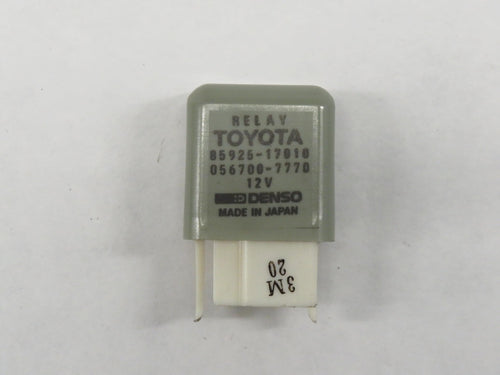 RELAY
TOYOTA
85925-17010
056700-7770
12V
DENSO
MADE IN JAPAN
3M
20